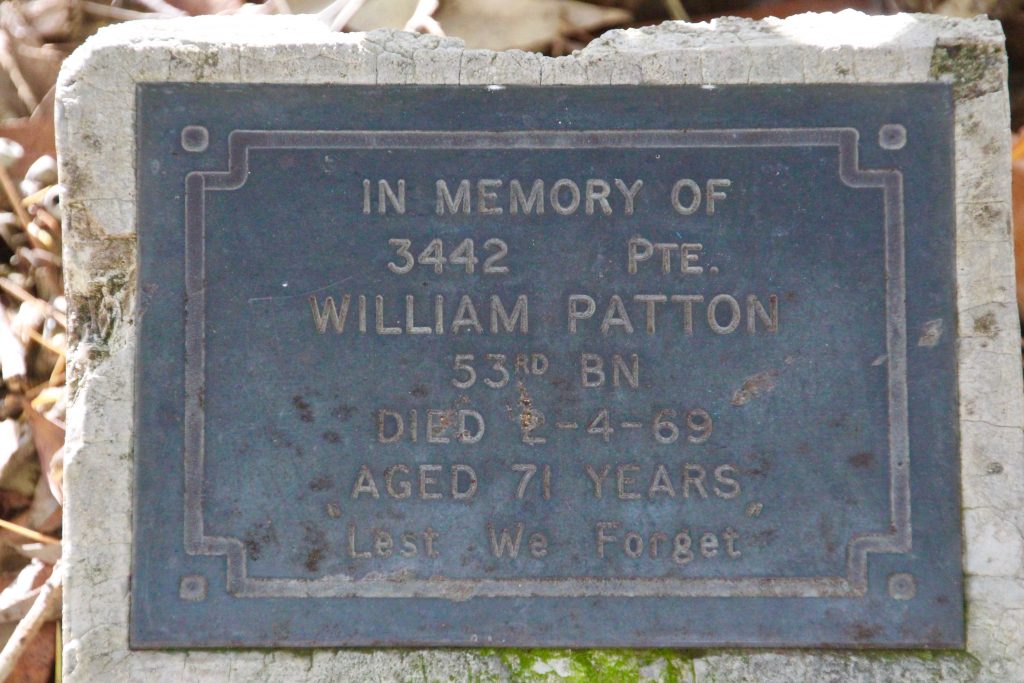 IN MEMORY OF
3442 PTE.
WILLIAM PATTON
53RD BN
DIED 2-4-69
AGED 71 YEARS
"Lest We Forget"